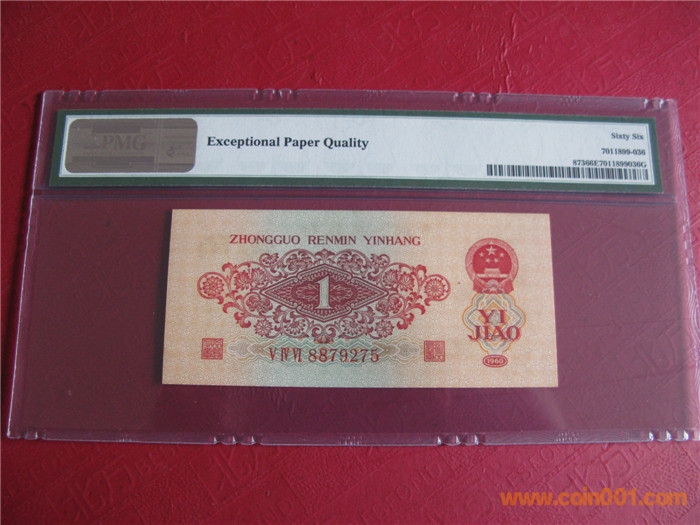 PMG
Exceptional Paper Quality
Sixty Six
7011899-036
87366E7011899036G
ZHONGGUO RENMIN YINHANG
1
YI
JIAO
V IV VI 8879275
1960
www.coin001.com